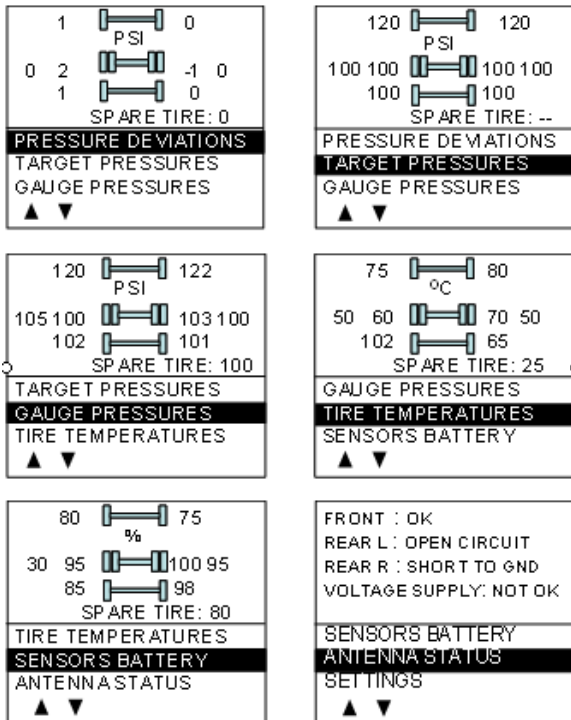 1 0
PSI
0 2 -1 0
1 0
SPARE TIRE: 0
PRESSURE DEVIATIONS
TARGET PRESSURES
GAUGE PRESSURES
▲ ▼
120 120
PSI
100 100 100 100
100 100
SPARE TIRE: --
PRESSURE DEVIATIONS
TARGET PRESSURES
GAUGE PRESSURES
▲ ▼
120 122
PSI
105 100 103 100
102 101
SPARE TIRE: 100
TARGET PRESSURES
GAUGE PRESSURES
TIRE TEMPERATURES
▲ ▼
75 80
ºC
50 60 70 50
102 65
SPARE TIRE: 25
GAUGE PRESSURES
TIRE TEMPERATURES
SENSORS BATTERY
▲ ▼
80 75
%
30 95 100 95
85 98
SPARE TIRE: 80
TIRE TEMPERATURES
SENSORS BATTERY
ANTENNA STATUS
▲ ▼
FRONT : OK
REAR L : OPEN CIRCUIT
REAR R : SHORT TO GND
VOLTAGE SUPPLY: NOT OK
SENSORS BATTERY
ANTENNA STATUS
SETTINGS
▲ ▼